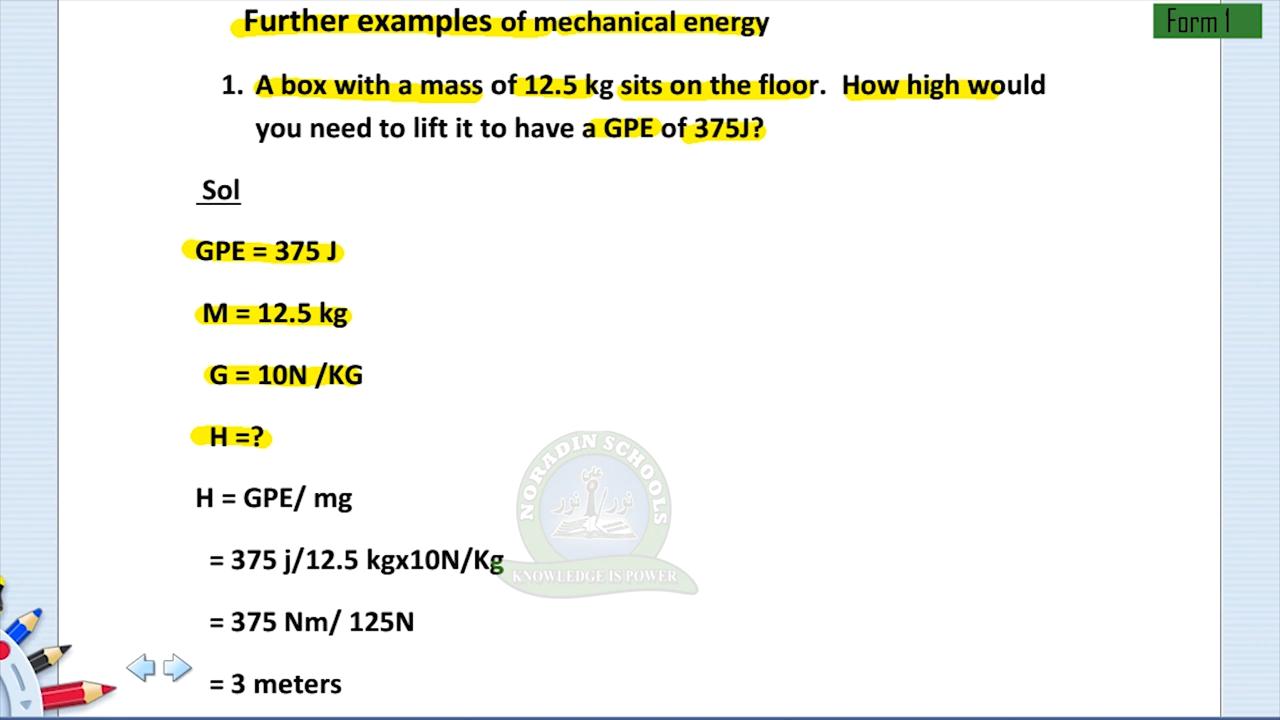 Further examples of mechanical energy
Form 1
1. A box with a mass of 12.5 kg sits on the floor. How high would
you need to lift it to have a GPE of 375J?
Sol
GPE = 375 J
M = 12.5 kg
G = 10N /KG
H =?
H = GPE/ mg
= 375 j/12.5 kgx10N/Kg
= 375 Nm/ 125N
= 3 meters
NORADIN SCHOOLS
علی
نور نور
KNOWLEDGE IS POWER